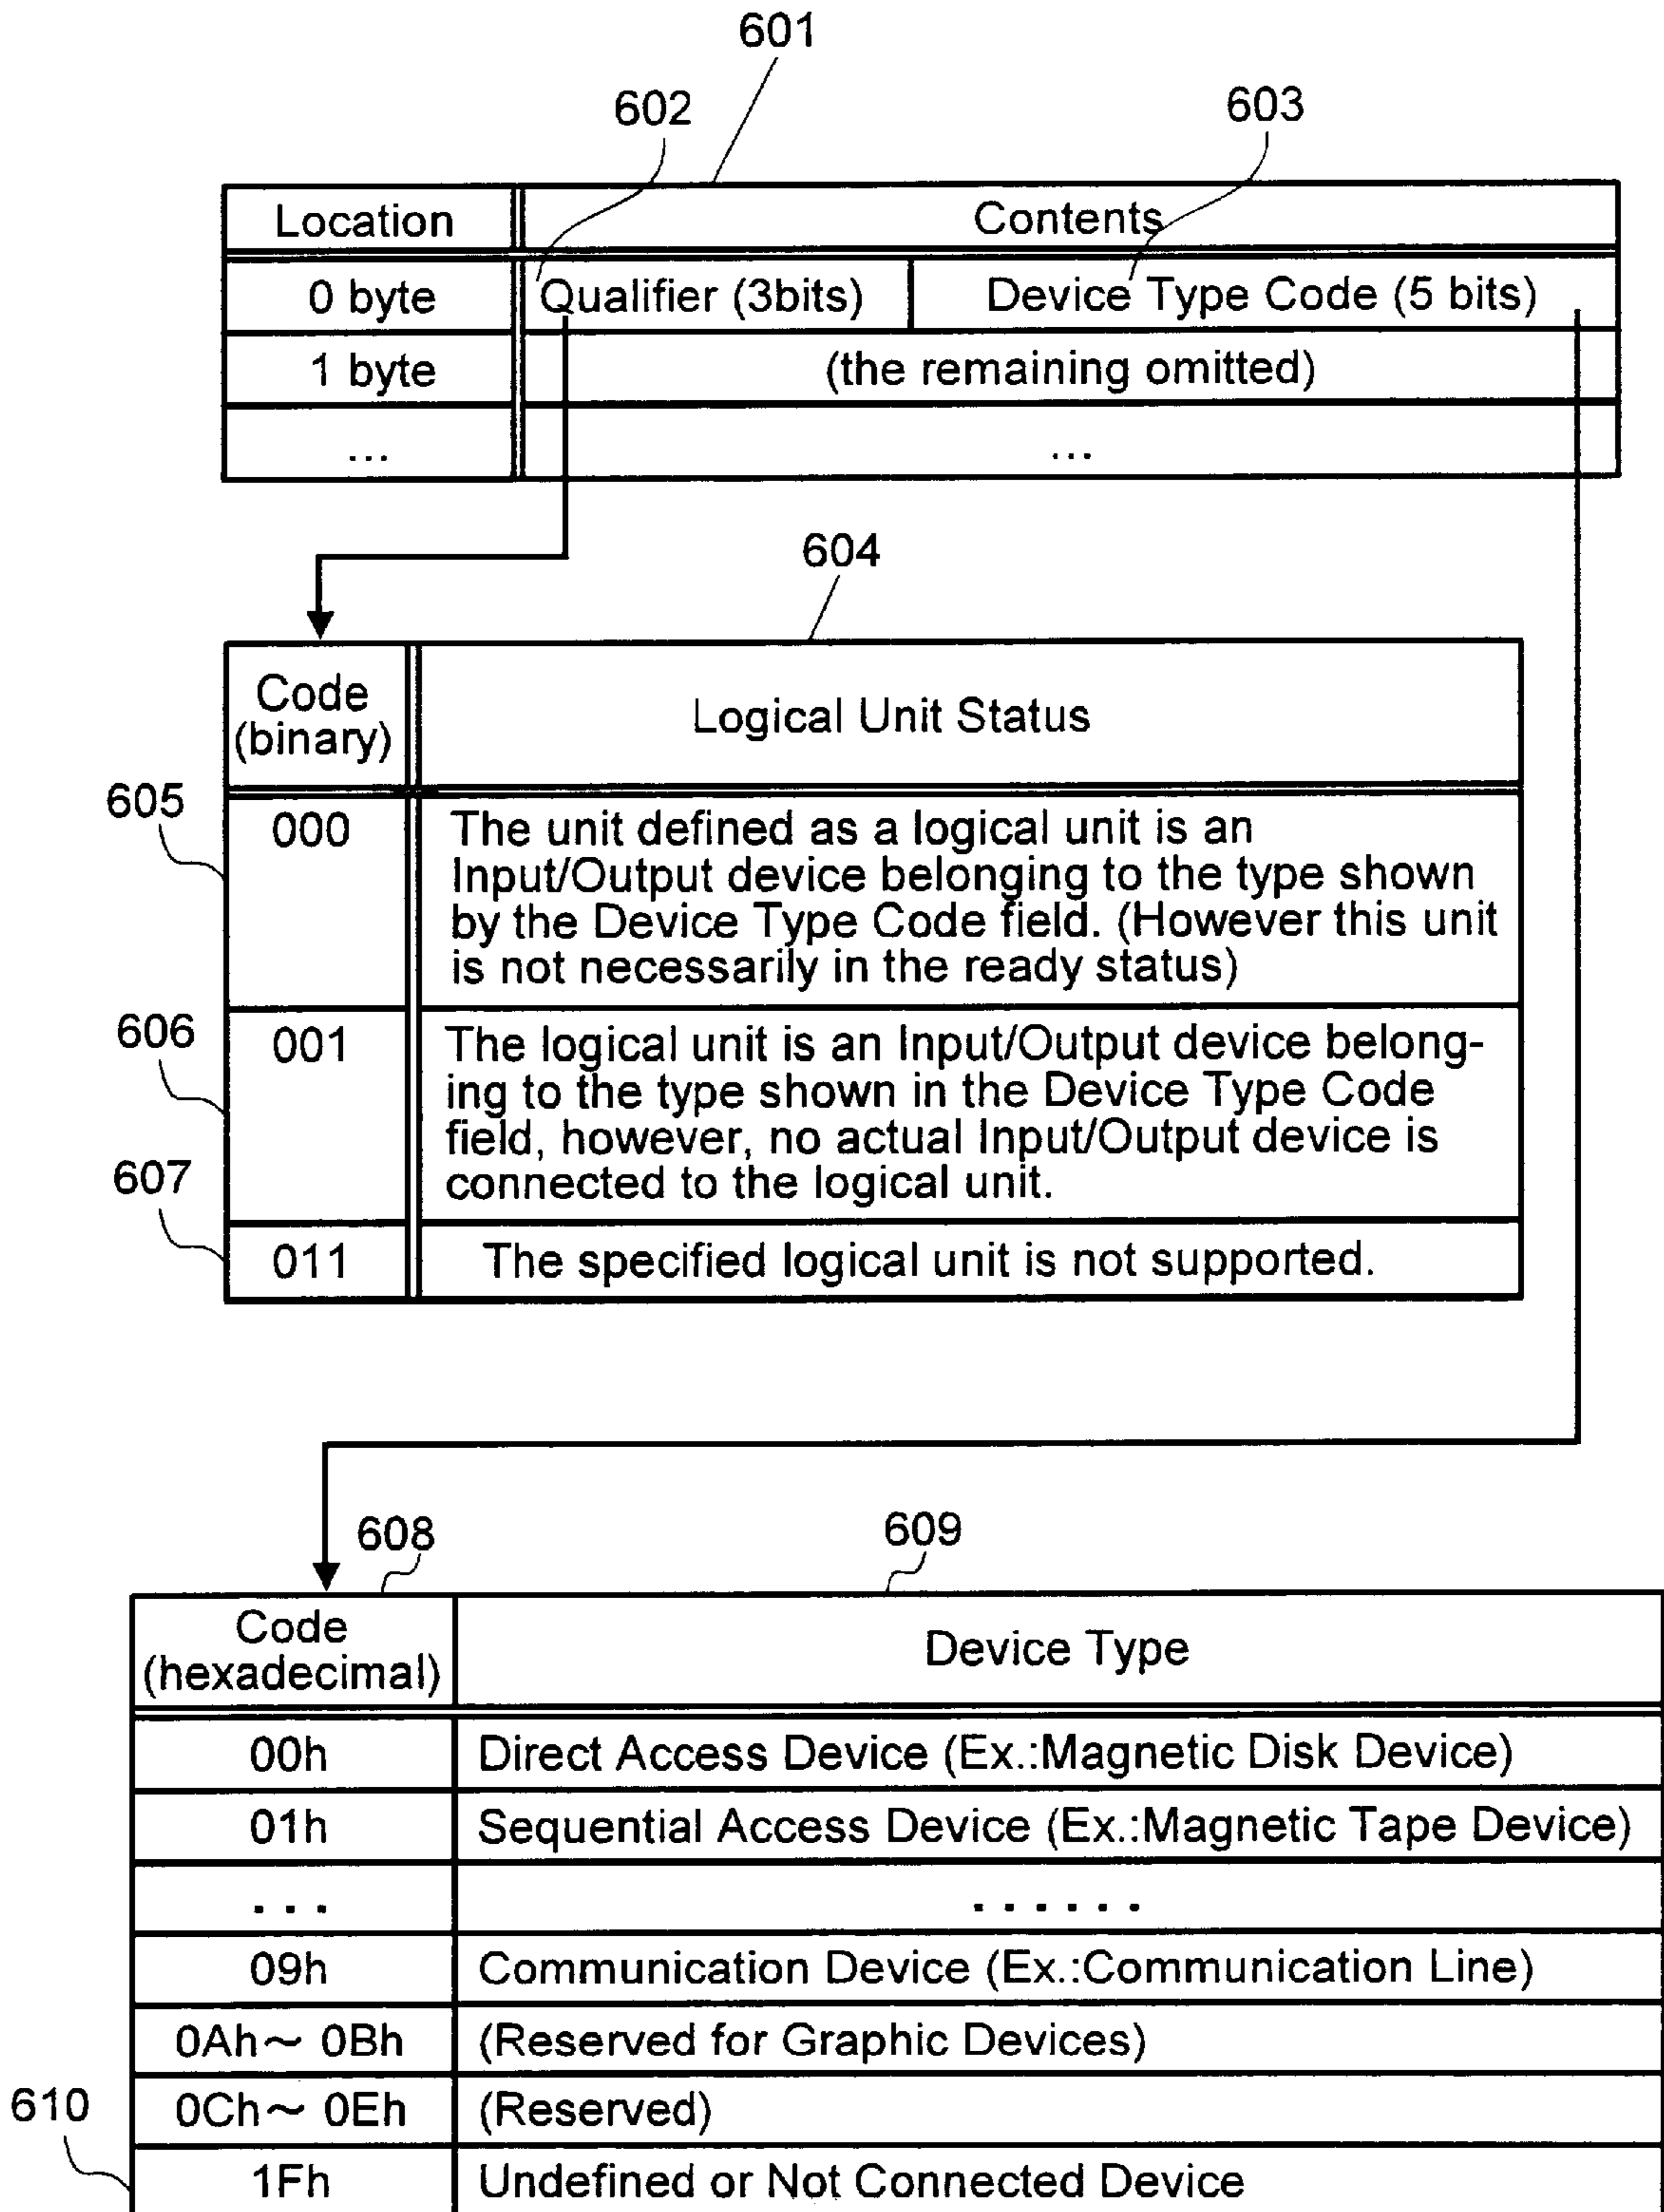 601
602
603
Location Contents
0 byte Qualifier (3bits) Device Type Code (5 bits)
1 byte (the remaining omitted)
... ...
604
Code
(binary)
Logical Unit Status
605
000 The unit defined as a logical unit is an
Input/Output device belonging to the type shown
by the Device Type Code field. (However this unit
is not necessarily in the ready status)
606
001 The logical unit is an Input/Output device belong-
ing to the type shown in the Device Type Code
field, however, no actual Input/Output device is
connected to the logical unit.
607
011 The specified logical unit is not supported.
608
609
Code
(hexadecimal)
Device Type
00h Direct Access Device (Ex.:Magnetic Disk Device)
01h Sequential Access Device (Ex.:Magnetic Tape Device)
... ......
09h Communication Device (Ex.:Communication Line)
0Ah~ 0Bh (Reserved for Graphic Devices)
0Ch~ 0Eh (Reserved)
610
1Fh Undefined or Not Connected Device